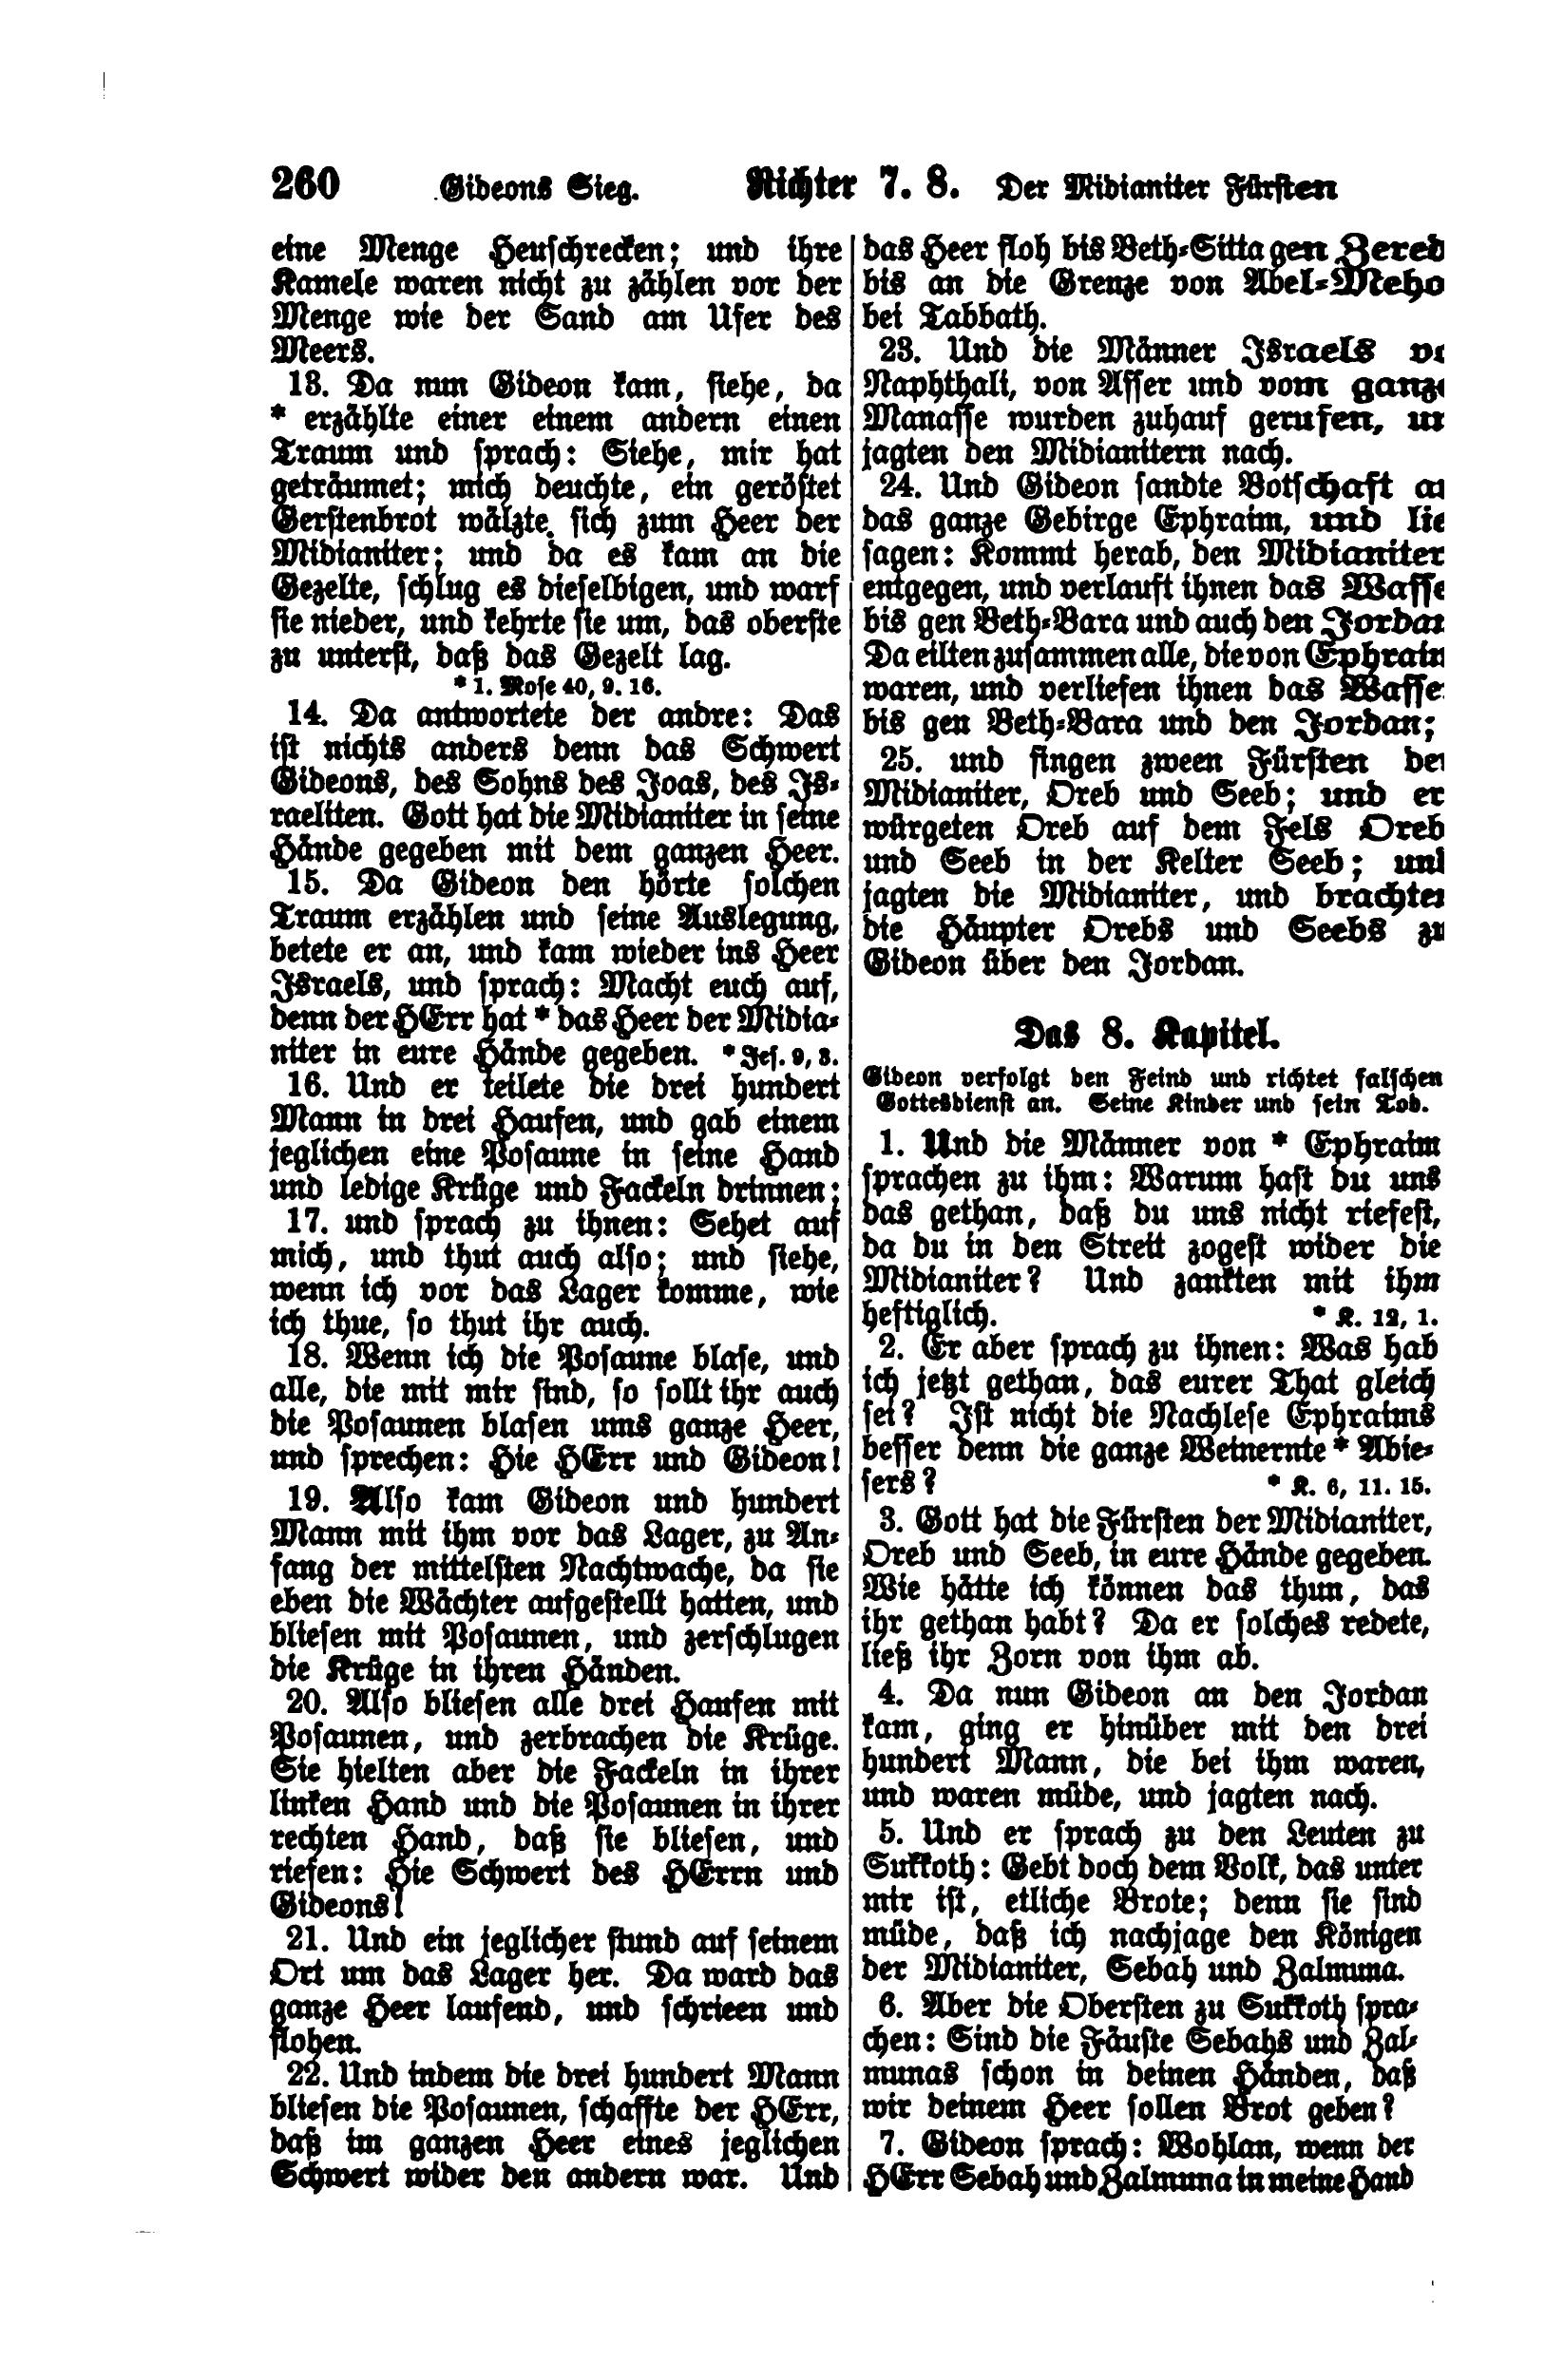 260 Gideons Sieg. Richter 7. 8. Der Midianiter Fürsten
eine Menge Heuschrecken; und ihre
Kamele waren nicht zu zählen vor der
Menge wie der Sand am Ufer des
Meers.
13. Da nun Gideon kam, siehe, da
* erzählte einer einem andern einen
Traum und sprach: Siehe, mir hat
geträumet; mich deuchte, ein geröstet
Gerstenbrot wälzte sich zum Heer der
Midianiter; und da es kam an die
Gezelte, schlug es dieselbigen, und warf
sie nieder, und kehrte sie um, das oberste
zu unterst, daß das Gezelt lag.
* 1. Mose 40, 9. 16.
14. Da antwortete der andre: Das
ist nichts anders denn das Schwert
Gideons, des Sohns des Joas, des Is-
raeliten. Gott hat die Midianiter in seine
Hände gegeben mit dem ganzen Heer.
15. Da Gideon den hörte solchen
Traum erzählen und seine Auslegung,
betete er an, und kam wieder ins Heer
Israels, und sprach: Macht euch auf,
denn der HErr hat * das Heer der Midia-
niter in eure Hände gegeben. * Jes. 9, 3.
16. Und er teilete die drei hundert
Mann in drei Haufen, und gab einem
jeglichen eine Posaune in seine Hand
und ledige Krüge und Fackeln drinnen;
17. und sprach zu ihnen: Sehet auf
mich, und thut auch also; und siehe,
wenn ich vor das Lager komme, wie
ich thue, so thut ihr auch.
18. Wenn ich die Posaune blase, und
alle, die mit mir sind, so sollt ihr auch
die Posaunen blasen ums ganze Heer,
und sprechen: Hie HErr und Gideon!
19. Also kam Gideon und hundert
Mann mit ihm vor das Lager, zu An-
fang der mittelsten Nachtwache, da sie
eben die Wächter aufgestellt hatten, und
bliesen mit Posaunen, und zerschlugen
die Krüge in ihren Händen.
20. Also bliesen alle drei Haufen mit
Posaunen, und zerbrachen die Krüge.
Sie hielten aber die Fackeln in ihrer
linken Hand und die Posaunen in ihrer
rechten Hand, daß sie bliesen, und
riefen: Hie Schwert des HErrn und
Gideons!
21. Und ein jeglicher stund auf seinem
Ort um das Lager her. Da ward das
ganze Heer laufend, und schrieen und
flohen.
22. Und indem die drei hundert Mann
bliesen die Posaunen, schaffte der HErr,
daß im ganzen Heer eines jeglichen
Schwert wider den andern war. Und
das Heer floh bis Beth-Sitta gen Zered
bis an die Grenze von Abel-Meho
bei Tabbath.
23. Und die Männer Israels v
Naphthali, von Asser und vom ganze
Manasse wurden zuhauf gerufen, u
jagten den Midianitern nach.
24. Und Gideon sandte Botschaft a
das ganze Gebirge Ephraim, und lie
sagen: Kommt herab, den Midianiter
entgegen, und verlauft ihnen das Wasse
bis gen Beth-Bara und auch den Jordan
Da eilten zusammen alle, die von Ephraim
waren, und verliefen ihnen das Wasse
bis gen Beth-Bara und den Jordan;
25. und fingen zween Fürsten der
Midianiter, Oreb und Seeb; und er
würgeten Oreb auf dem Fels Oreb
und Seeb in der Kelter Seeb; und
jagten die Midianiter, und brachten
die Häupter Orebs und Seebs zu
Gideon über den Jordan.
Das 8. Kapitel.
Gideon verfolgt den Feind und richtet falschen
Gottesdienst an. Seine Kinder und sein Tod.
1. Und die Männer von * Ephraim
sprachen zu ihm: Warum hast du uns
das gethan, daß du uns nicht riefest,
da du in den Streit zogest wider die
Midianiter? Und zankten mit ihm
heftiglich. * K. 12, 1.
2. Er aber sprach zu ihnen: Was hab
ich jetzt gethan, das eurer That gleich
sei? Ist nicht die Nachlese Ephraims
besser denn die ganze Weinernte * Abie-
sers? * K. 6, 11. 15.
3. Gott hat die Fürsten der Midianiter,
Oreb und Seeb, in eure Hände gegeben.
Wie hätte ich können das thun, das
ihr gethan habt? Da er solches redete,
ließ ihr Zorn von ihm ab.
4. Da nun Gideon an den Jordan
kam, ging er hinüber mit den drei
hundert Mann, die bei ihm waren,
und waren müde, und jagten nach.
5. Und er sprach zu den Leuten zu
Sukkoth: Gebt doch dem Volk, das unter
mir ist, etliche Brote; denn sie sind
müde, daß ich nachjage den Königen
der Midianiter, Sebah und Zalmuna.
6. Aber die Obersten zu Sukkoth spra-
chen: Sind die Fäuste Sebahs und Zal-
munas schon in deinen Händen, daß
wir deinem Heer sollen Brot geben?
7. Gideon sprach: Wohlan, wenn der
HErr Sebah und Zalmuna in meine Hand